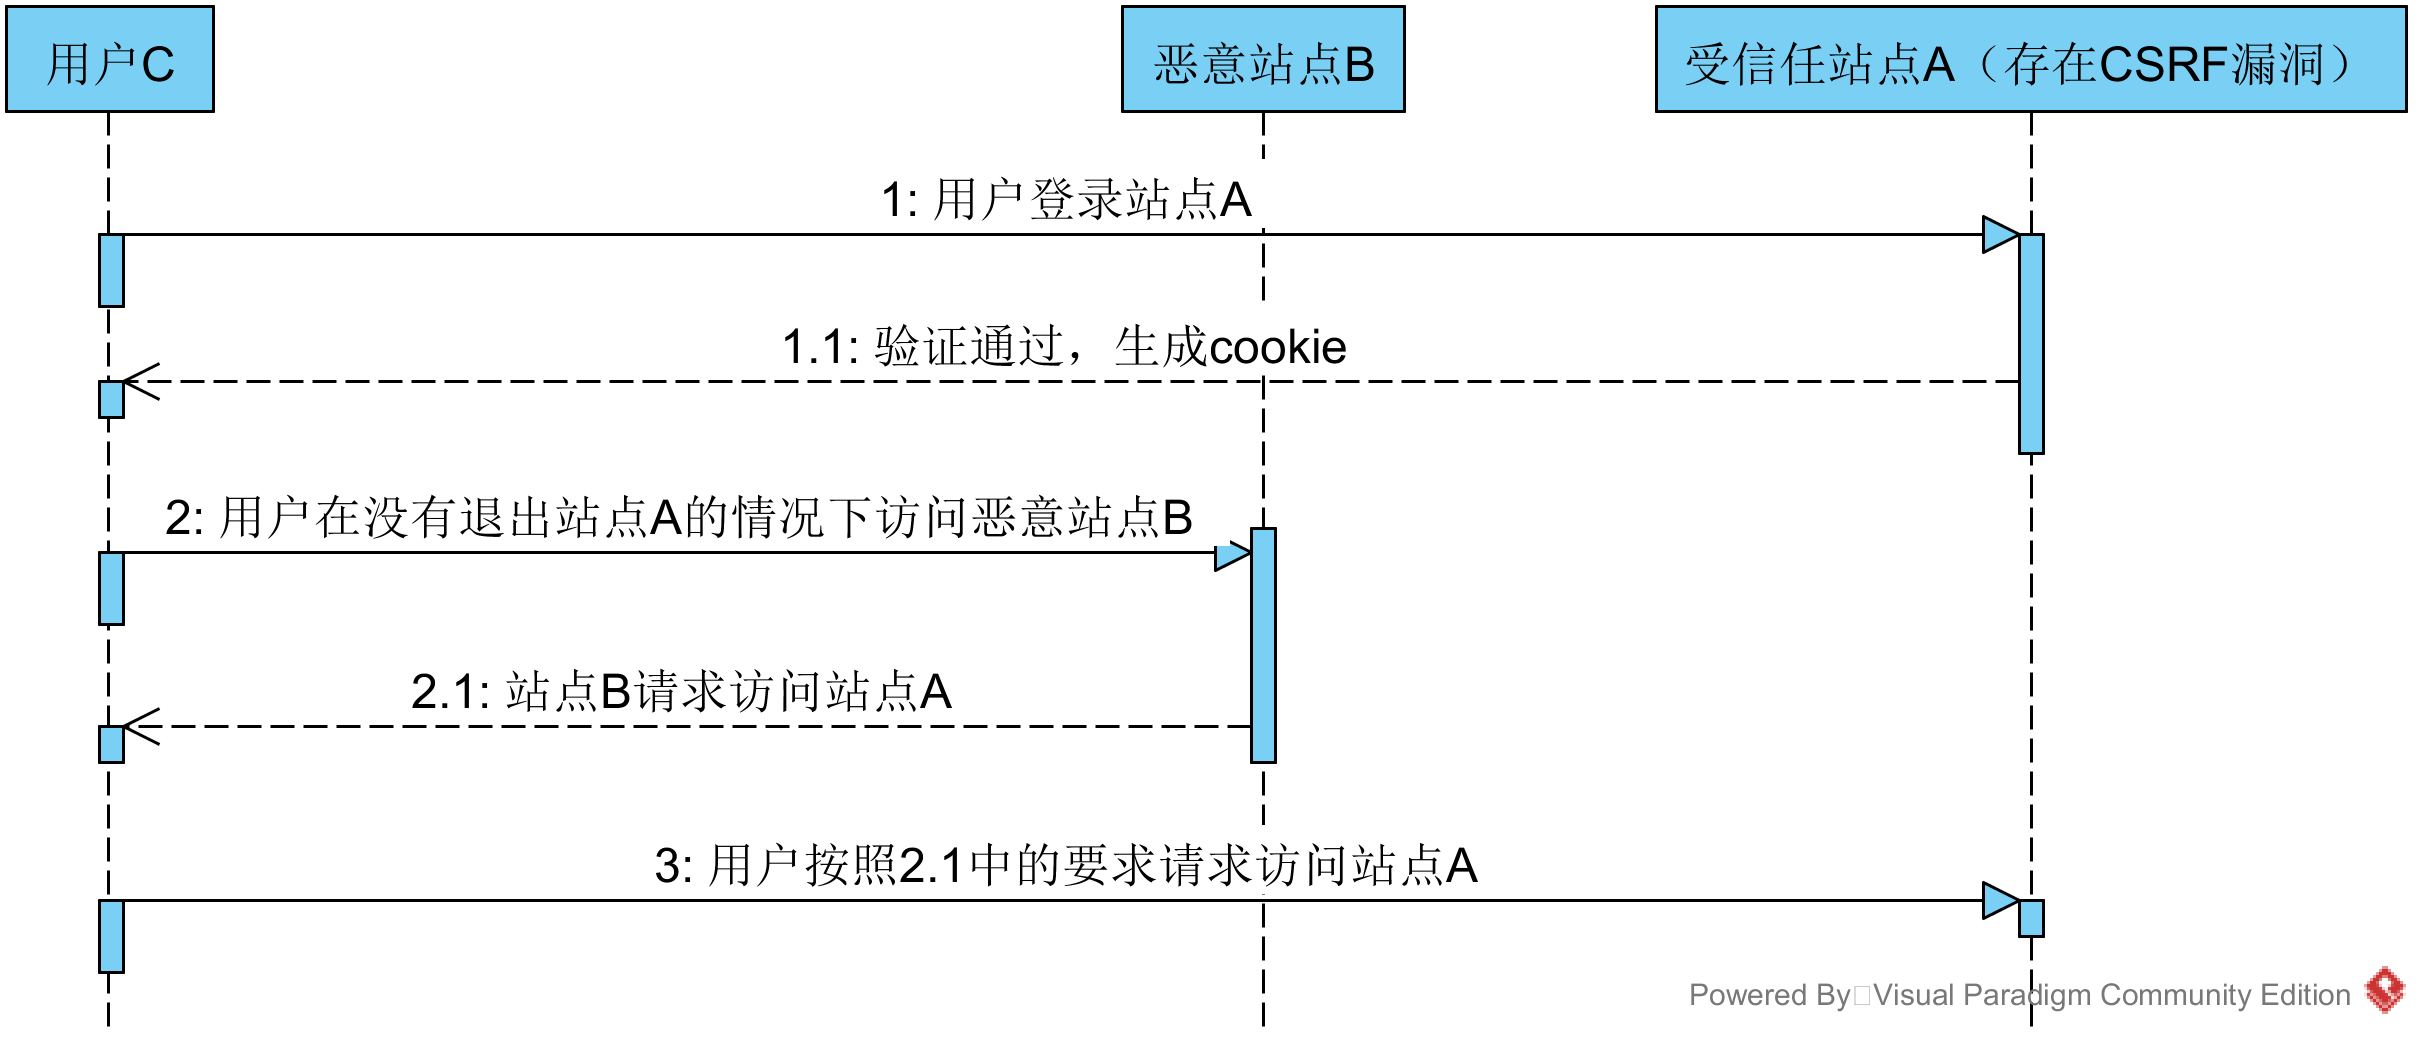 用户C
恶意站点B
受信任站点A（存在CSRF漏洞）
1: 用户登录站点A
1.1: 验证通过，生成cookie
2: 用户在没有退出站点A的情况下访问恶意站点B
2.1: 站点B请求访问站点A
3: 用户按照2.1中的要求请求访问站点A
Powered By□Visual Paradigm Community Edition